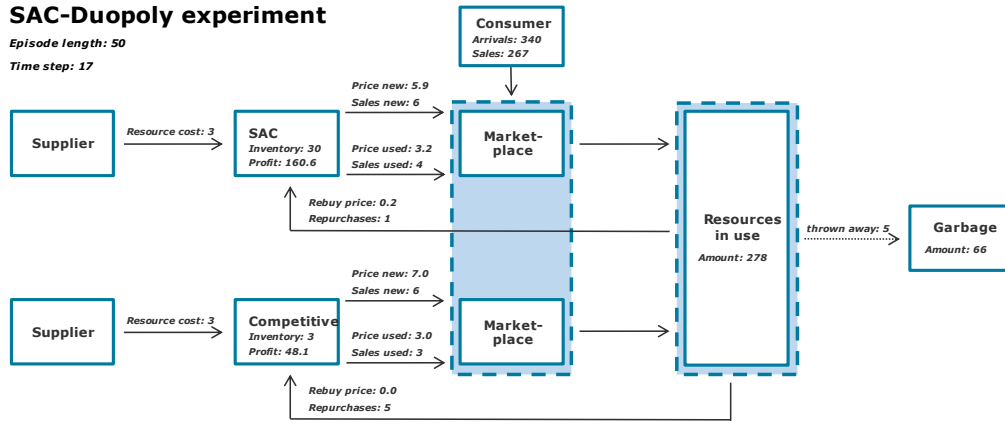 SAC-Duopoly experiment
Episode length: 50
Time step: 17
Consumer
Arrivals: 340
Sales: 267
Supplier
Resource cost: 3
SAC
Inventory: 30
Profit: 160.6
Price new: 5.9
Sales new: 6
Price used: 3.2
Sales used: 4
Market-
place
Rebuy price: 0.2
Repurchases: 1
Resources
in use
Amount: 278
thrown away: 5
Garbage
Amount: 66
Supplier
Resource cost: 3
Competitive
Inventory: 3
Profit: 48.1
Price new: 7.0
Sales new: 6
Price used: 3.0
Sales used: 3
Market-
place
Rebuy price: 0.0
Repurchases: 5